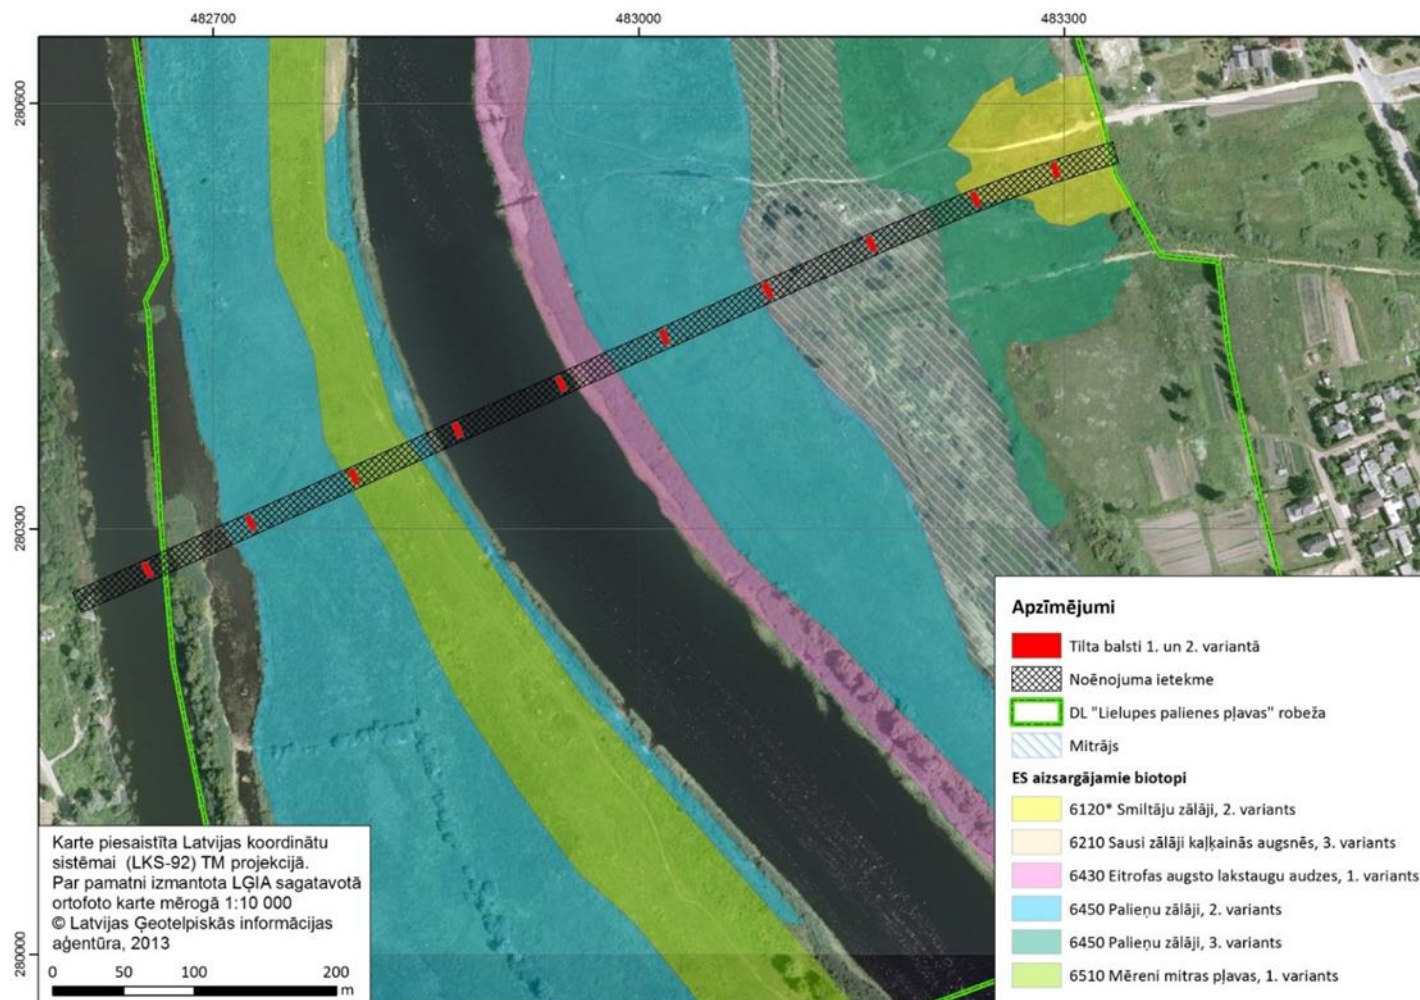 482700
483000
483300
280600
280300
280000
Apzīmējumi
Tilta balsti 1. un 2. variantā
Noēnojuma ietekme
DL "Lielupes palienes pļavas" robeža
Mitrājs
ES aizsargājamie biotopi
6120* Smiltāju zālāji, 2. variants
6210 Sausi zālāji kaļķainās augsnēs, 3. variants
6430 Eitrofas augsto lakstaugu audzes, 1. variants
6450 Palieņu zālāji, 2. variants
6450 Palieņu zālāji, 3. variants
6510 Mēreni mitras pļavas, 1. variants
Karte piesaistīta Latvijas koordinātu
sistēmai (LKS-92) TM projekcijā.
Par pamatni izmantota LĢIA sagatavotā
ortofoto karte mērogā 1:10 000
© Latvijas Ģeotelpiskās informācijas
aģentūra, 2013
0 50 100 200
m